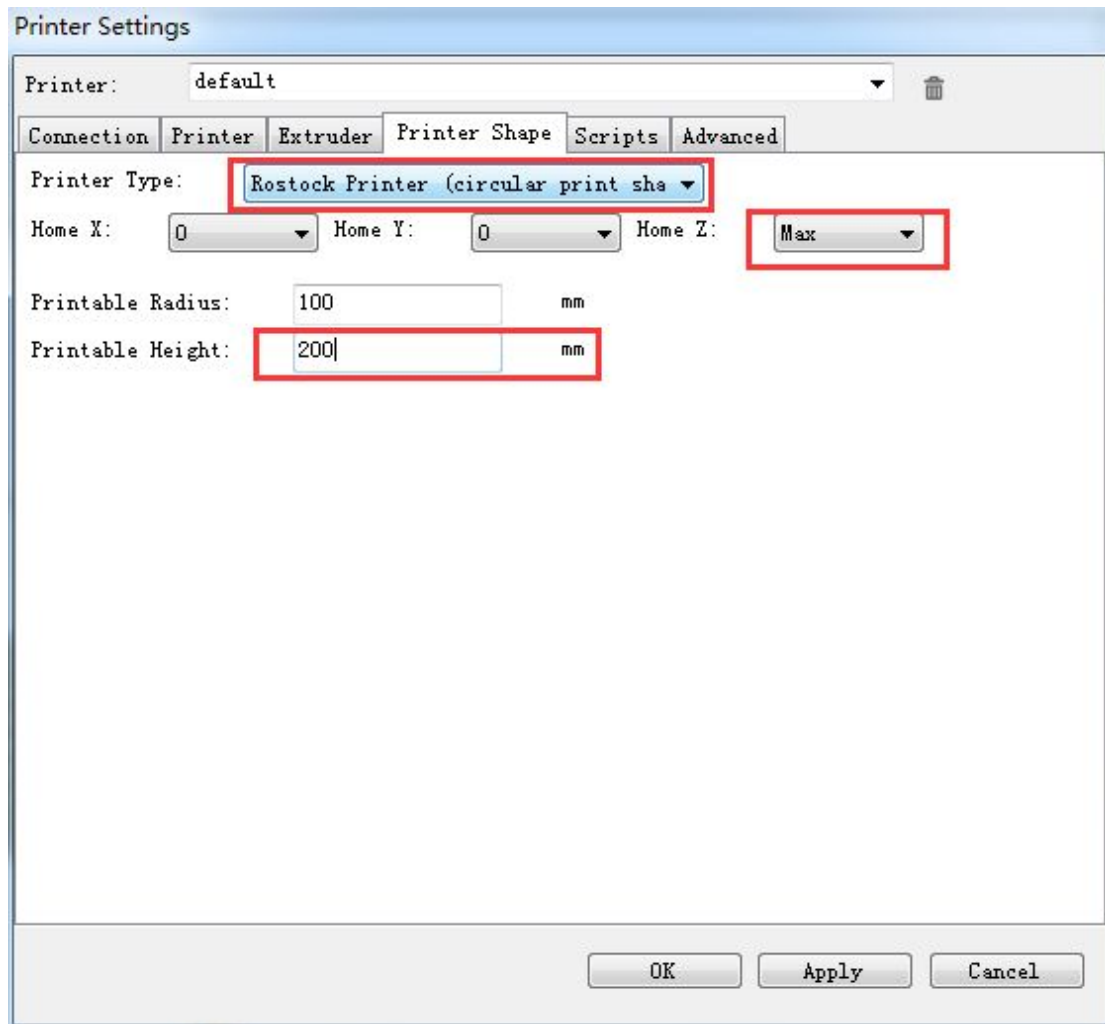 Printer Settings
Printer: default
Connection Printer Extruder Printer Shape Scripts Advanced
Printer Type: Rostock Printer (circular print sha
Home X: 0 Home Y: 0 Home Z: Max
Printable Radius: 100 mm
Printable Height: 200 mm
OK Apply Cancel